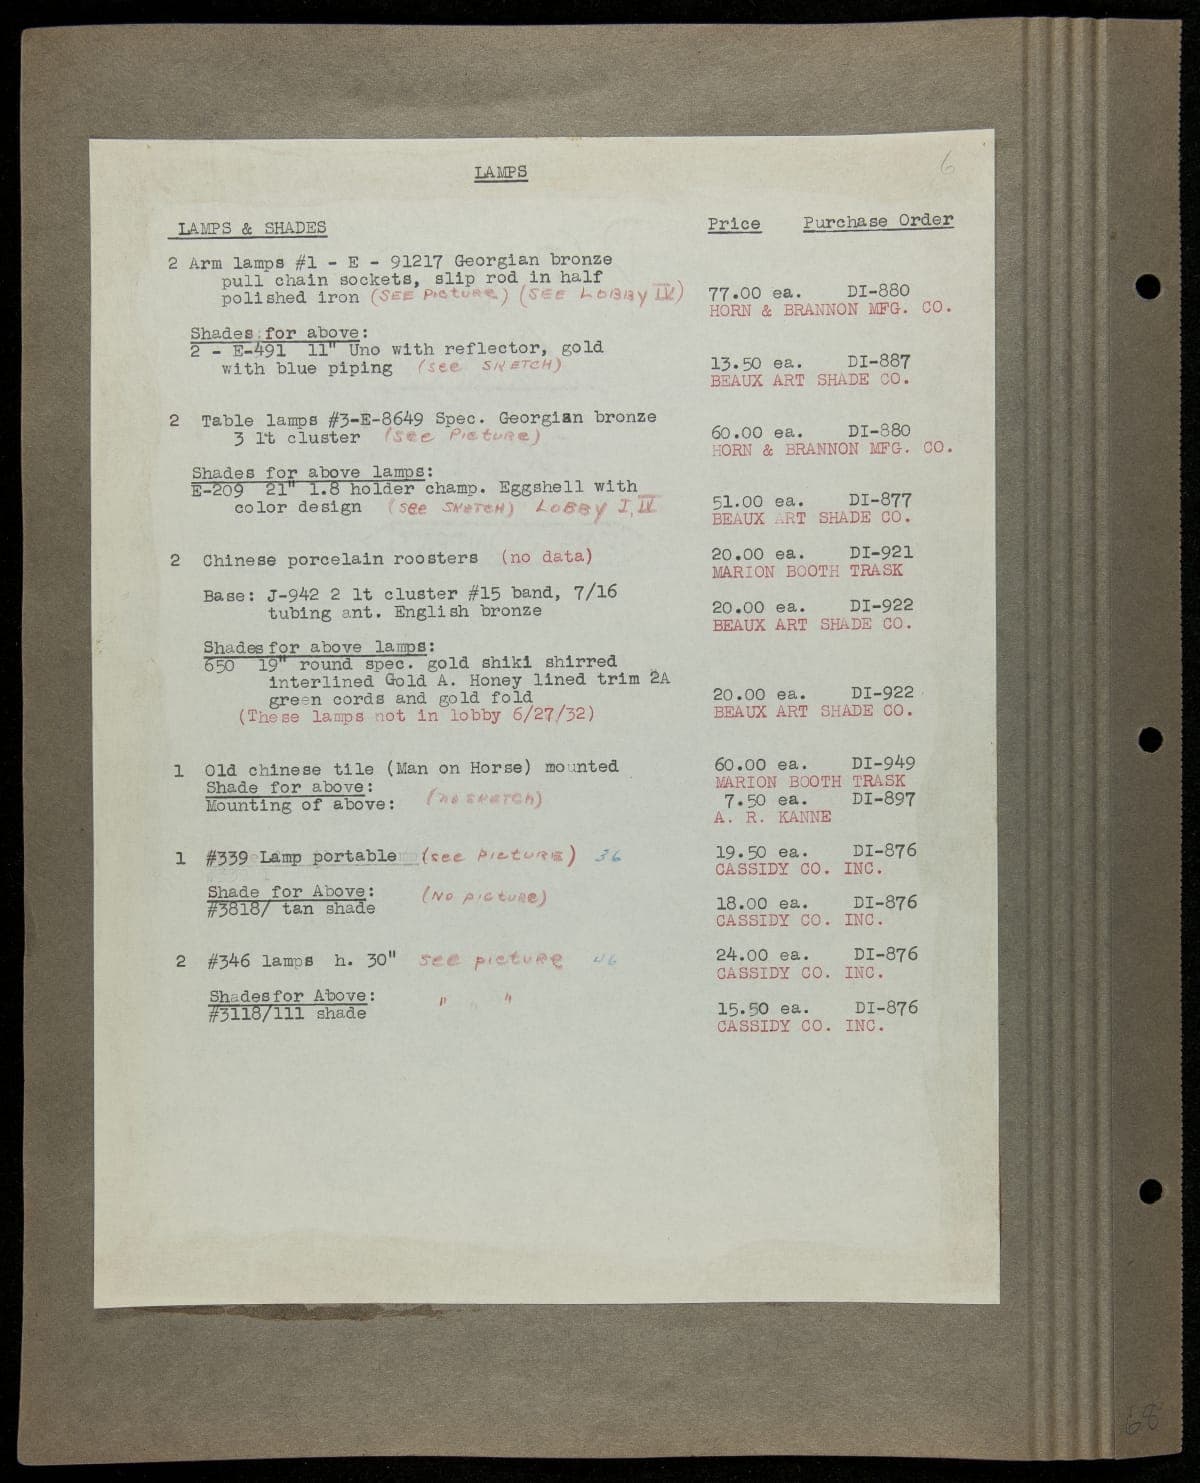 LAMPS
6
LAMPS & SHADES Price Purchase Order
2 Arm lamps #1 - E - 91217 Georgian bronze
pull chain sockets, slip rod in half
polished iron (SEE PICTURE) (SEE LOBBY IV) 77.00 ea. DI-880
HORN & BRANNON MFG. CO.
Shades for above:
2 - E-491 11" Uno with reflector, gold
with blue piping (see SKETCH) 13.50 ea. DI-887
BEAUX ART SHADE CO.
2 Table lamps #3-E-8649 Spec. Georgian bronze
3 lt cluster (see Picture) 60.00 ea. DI-880
HORN & BRANNON MFG. CO.
Shades for above lamps:
E-209 21" 1.8 holder champ. Eggshell with
color design (see SKETCH) LOBBY I, IV 51.00 ea. DI-877
BEAUX ART SHADE CO.
2 Chinese porcelain roosters (no data) 20.00 ea. DI-921
MARION BOOTH TRASK
Base: J-942 2 lt cluster #15 band, 7/16
tubing ant. English bronze 20.00 ea. DI-922
BEAUX ART SHADE CO.
Shades for above lamps:
650 19" round spec. gold shiki shirred
interlined Gold A. Honey lined trim 2A
green cords and gold fold 20.00 ea. DI-922
(These lamps not in lobby 6/27/32) BEAUX ART SHADE CO.
1 Old chinese tile (Man on Horse) mounted 60.00 ea. DI-949
Shade for above: MARION BOOTH TRASK
Mounting of above: (no SKETCH) 7.50 ea. DI-897
A. R. KANNE
1 #339 Lamp portable (see PICTURE) 36 19.50 ea. DI-876
CASSIDY CO. INC.
Shade for Above: (No picture)
#3818/ tan shade 18.00 ea. DI-876
CASSIDY CO. INC.
2 #346 lamps h. 30" see picture 46 24.00 ea. DI-876
CASSIDY CO. INC.
Shades for Above: " "
#3118/111 shade 15.50 ea. DI-876
CASSIDY CO. INC.
68